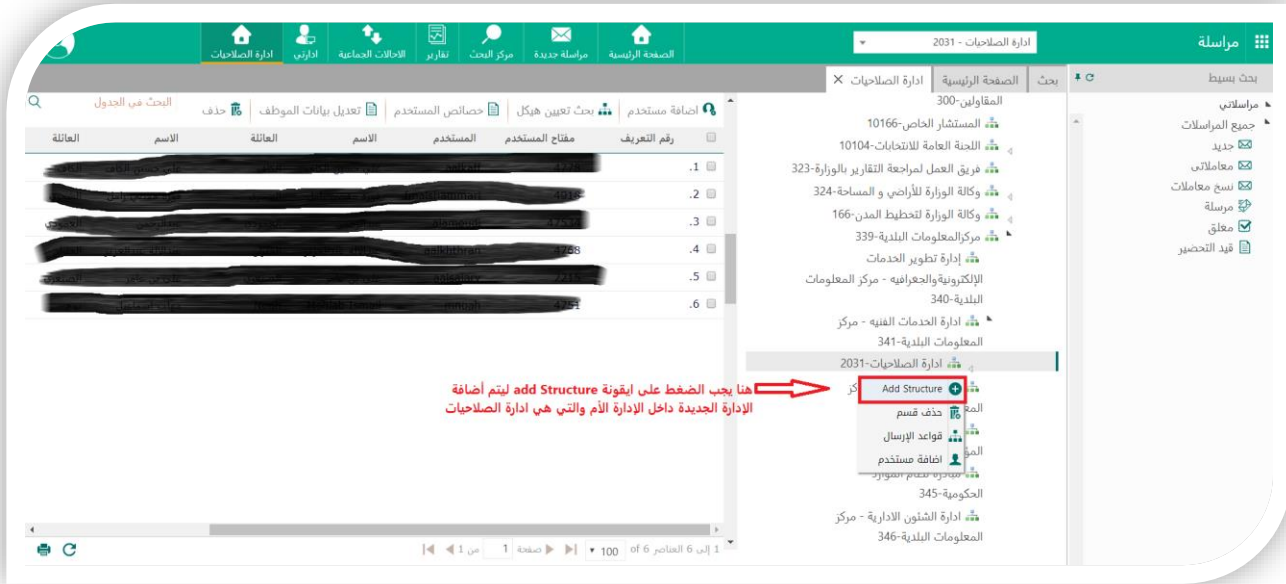 مراسلة
ادارة الصلاحيات - 2031
الصفحة الرئيسية
مراسلة جديدة
مركز البحث
تقارير
الاحالات الجماعية
ادارتي
ادارة الصلاحيات
بحث بسيط
بحث
الصفحة الرئيسية
ادارة الصلاحيات ×
مراسلاتي
جميع المراسلات
جديد
معاملاتي
نسخ معاملات
مرسلة
مغلق
قيد التحضير
المقاولين-300
المستشار الخاص-10166
اللجنة العامة للانتخابات-10104
فريق العمل لمراجعة التقارير بالوزارة-323
وكالة الوزارة للأراضي و المساحة-324
وكالة الوزارة لتخطيط المدن-166
مركزالمعلومات البلدية-339
إدارة تطوير الخدمات
الإلكترونيةوالجغرافيه - مركز المعلومات
البلدية-340
ادارة الخدمات الفنيه - مركز
المعلومات البلدية-341
ادارة الصلاحيات-2031
Add Structure
حذف قسم
قواعد الإرسال
اضافة مستخدم
الحكومية-345
ادارة الشئون الادارية - مركز
المعلومات البلدية-346
اضافة مستخدم
بحث تعيين هيكل
خصائص المستخدم
تعديل بيانات الموظف
حذف
البحث في الجدول
رقم التعريف
مفتاح المستخدم
المستخدم
الاسم
العائلة
الاسم
العائلة
.1
.2
.3
.4
.5
.6
هنا يجب الضغط على ايقونة add Structure ليتم أضافة
الإدارة الجديدة داخل الإدارة الأم والتي هي ادارة الصلاحيات
1 إلى 6 العناصر of 6
100
صفحة 1 من 1